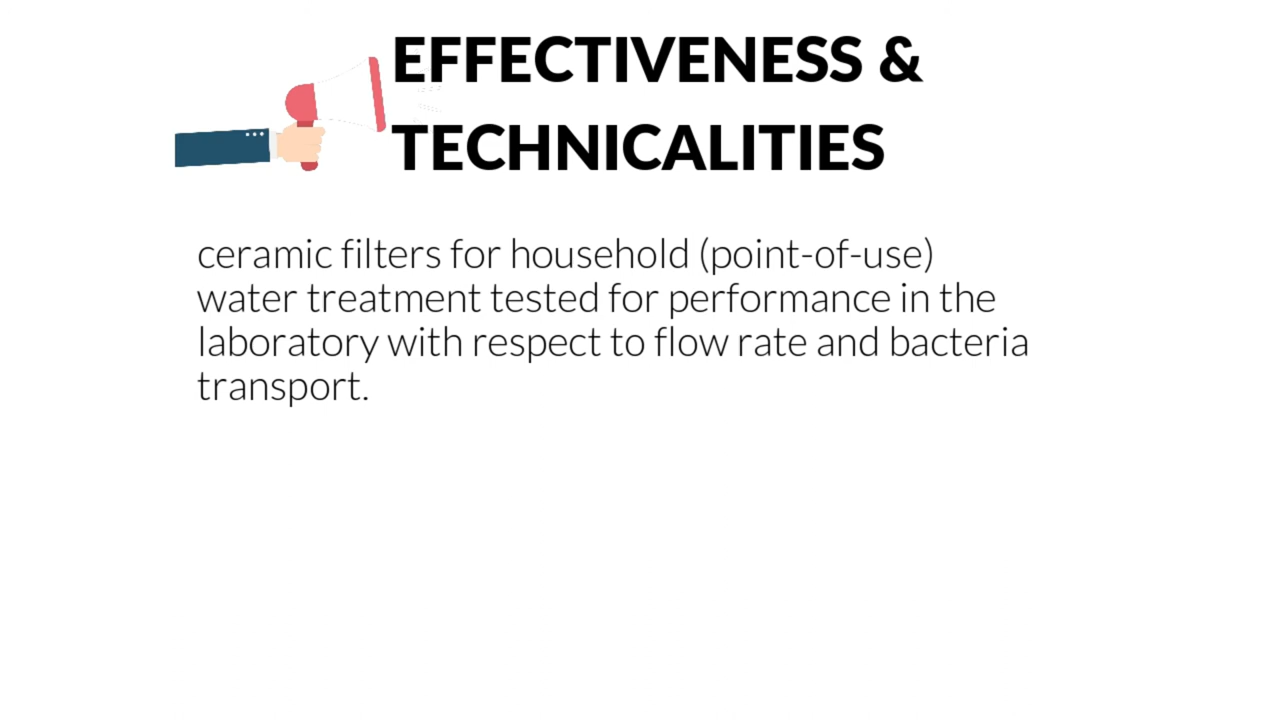 EFFECTIVENESS &
TECHNICALITIES
ceramic filters for household (point-of-use)
water treatment tested for performance in the
laboratory with respect to flow rate and bacteria
transport.